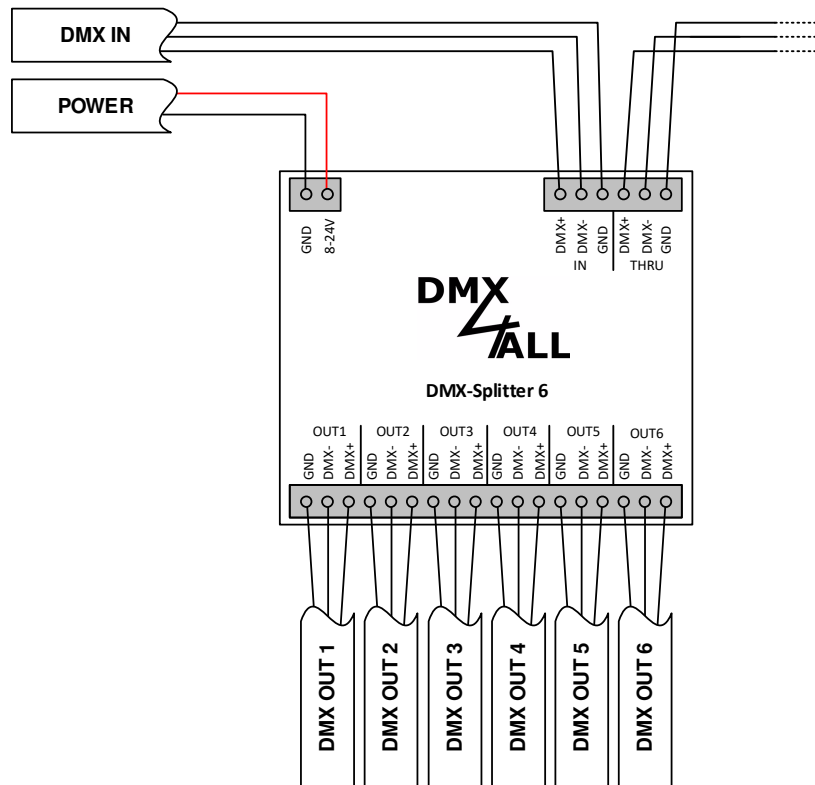 DMX IN
POWER
GND
8-24V
DMX+
DMX-
GND
DMX+
DMX-
GND
IN
THRU
DMX
4
ALL
DMX-Splitter 6
OUT1
OUT2
OUT3
OUT4
OUT5
OUT6
GND
DMX-
DMX+
GND
DMX-
DMX+
GND
DMX-
DMX+
GND
DMX-
DMX+
GND
DMX-
DMX+
GND
DMX-
DMX+
DMX OUT 1
DMX OUT 2
DMX OUT 3
DMX OUT 4
DMX OUT 5
DMX OUT 6